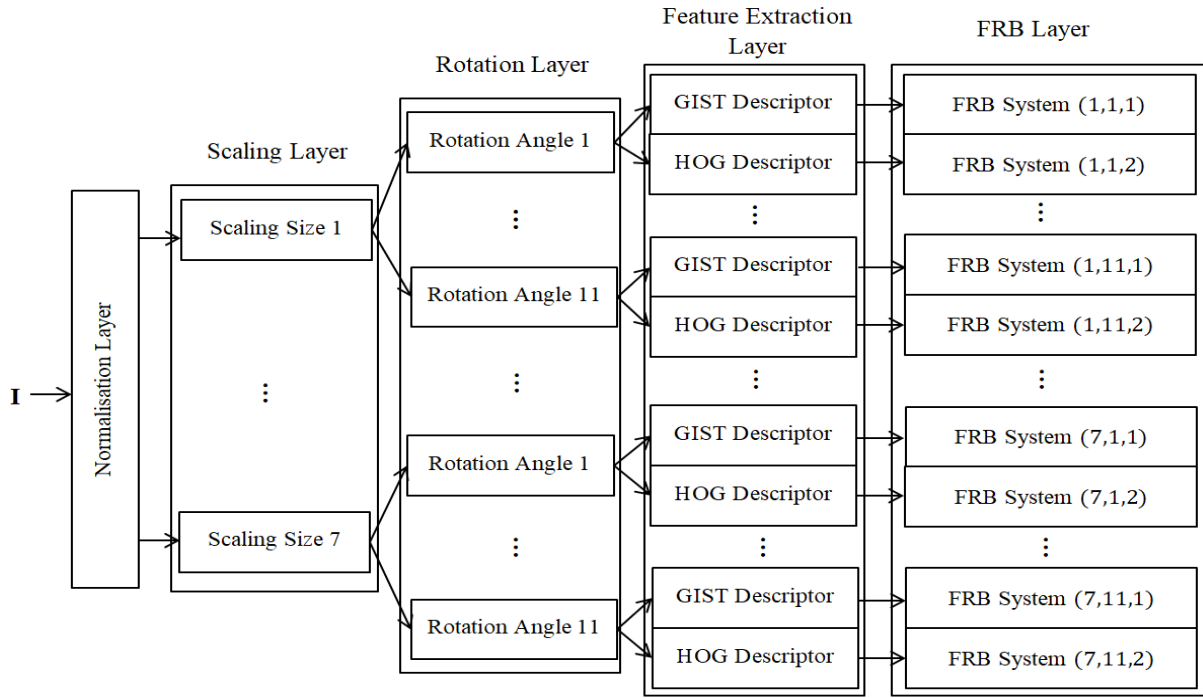 Feature Extraction
Layer
FRB Layer
Rotation Layer
Scaling Layer
I
Normalisation Layer
Scaling Size 1
⋮
Scaling Size 7
Rotation Angle 1
⋮
Rotation Angle 11
⋮
Rotation Angle 1
⋮
Rotation Angle 11
GIST Descriptor
HOG Descriptor
⋮
GIST Descriptor
HOG Descriptor
⋮
GIST Descriptor
HOG Descriptor
⋮
GIST Descriptor
HOG Descriptor
FRB System (1,1,1)
FRB System (1,1,2)
⋮
FRB System (1,11,1)
FRB System (1,11,2)
⋮
FRB System (7,1,1)
FRB System (7,1,2)
⋮
FRB System (7,11,1)
FRB System (7,11,2)